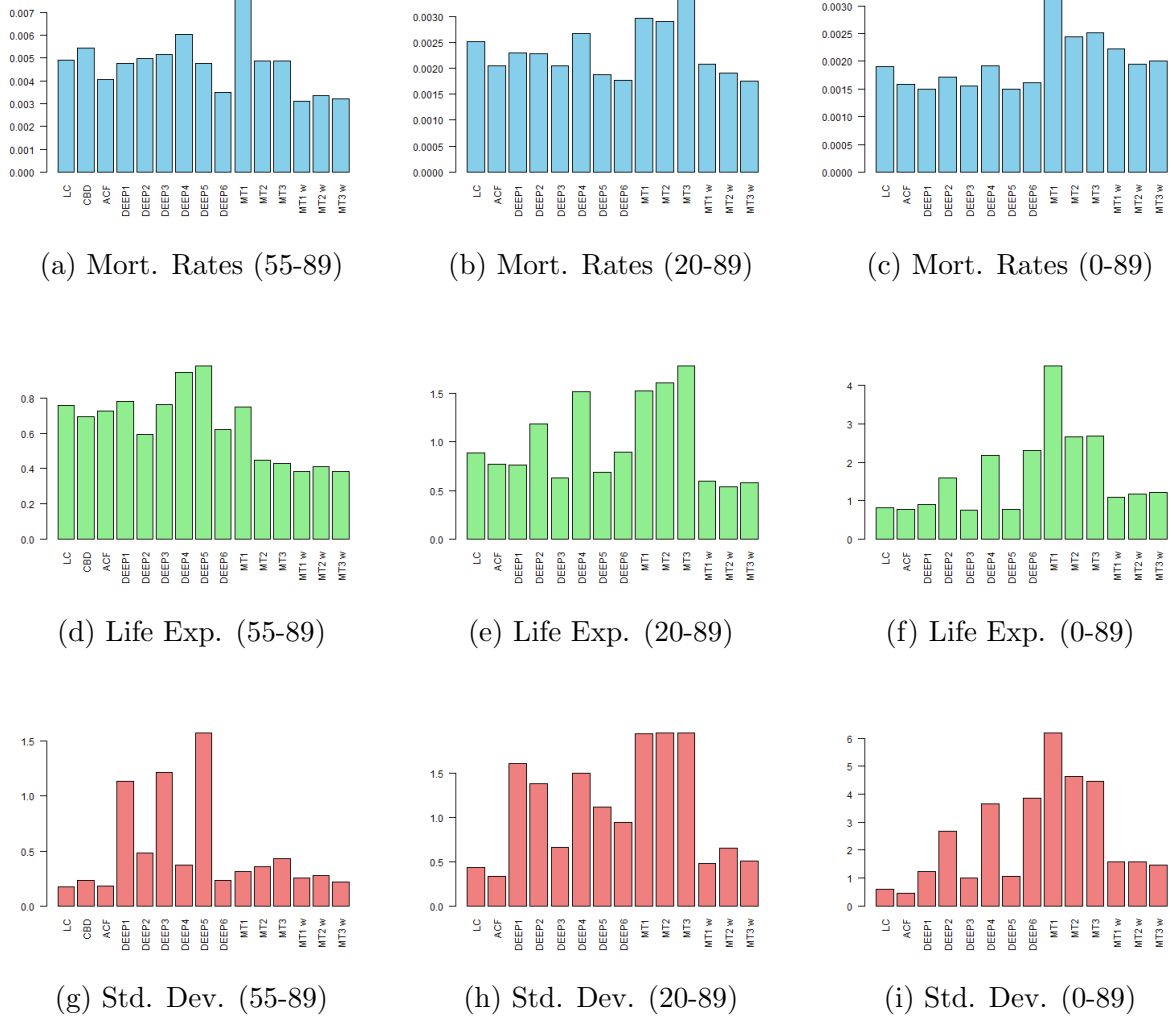 0.007
0.006
0.005
0.004
0.003
0.002
0.001
0.000
LC CBD ACF DEEP1 DEEP2 DEEP3 DEEP4 DEEP5 DEEP6 MT1 MT2 MT3 MT1 w MT2 w MT3 w
(a) Mort. Rates (55-89)
0.0030
0.0025
0.0020
0.0015
0.0010
0.0005
0.0000
LC ACF DEEP1 DEEP2 DEEP3 DEEP4 DEEP5 DEEP6 MT1 MT2 MT3 MT1 w MT2 w MT3 w
(b) Mort. Rates (20-89)
0.0030
0.0025
0.0020
0.0015
0.0010
0.0005
0.0000
LC ACF DEEP1 DEEP2 DEEP3 DEEP4 DEEP5 DEEP6 MT1 MT2 MT3 MT1 w MT2 w MT3 w
(c) Mort. Rates (0-89)
0.8
0.6
0.4
0.2
0.0
LC CBD ACF DEEP1 DEEP2 DEEP3 DEEP4 DEEP5 DEEP6 MT1 MT2 MT3 MT1 w MT2 w MT3 w
(d) Life Exp. (55-89)
1.5
1.0
0.5
0.0
LC ACF DEEP1 DEEP2 DEEP3 DEEP4 DEEP5 DEEP6 MT1 MT2 MT3 MT1 w MT2 w MT3 w
(e) Life Exp. (20-89)
4
3
2
1
0
LC ACF DEEP1 DEEP2 DEEP3 DEEP4 DEEP5 DEEP6 MT1 MT2 MT3 MT1 w MT2 w MT3 w
(f) Life Exp. (0-89)
1.5
1.0
0.5
0.0
LC CBD ACF DEEP1 DEEP2 DEEP3 DEEP4 DEEP5 DEEP6 MT1 MT2 MT3 MT1 w MT2 w MT3 w
(g) Std. Dev. (55-89)
1.5
1.0
0.5
0.0
LC ACF DEEP1 DEEP2 DEEP3 DEEP4 DEEP5 DEEP6 MT1 MT2 MT3 MT1 w MT2 w MT3 w
(h) Std. Dev. (20-89)
6
5
4
3
2
1
0
LC ACF DEEP1 DEEP2 DEEP3 DEEP4 DEEP5 DEEP6 MT1 MT2 MT3 MT1 w MT2 w MT3 w
(i) Std. Dev. (0-89)